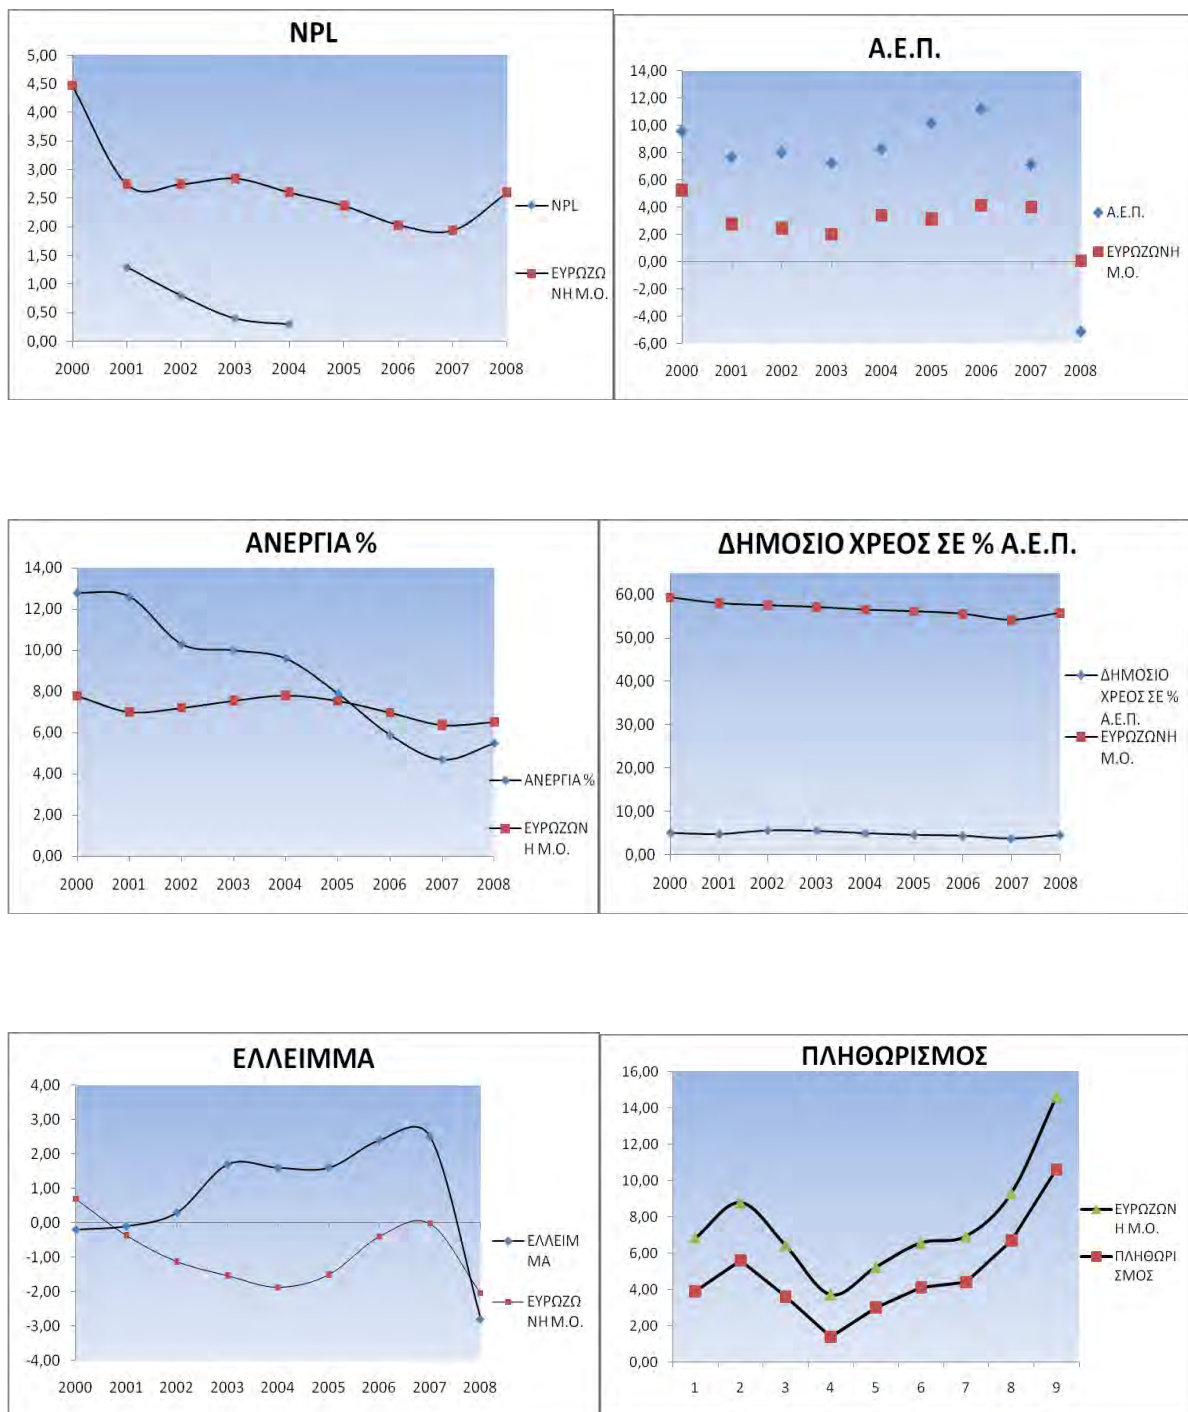 NPL
5,00
4,50
4,00
3,50
3,00
2,50
2,00
1,50
1,00
0,50
0,00
2000 2001 2002 2003 2004 2005 2006 2007 2008
NPL
ΕΥΡΩΖΩ
ΝΗ Μ.Ο.
Α.Ε.Π.
14,00
12,00
10,00
8,00
6,00
4,00
2,00
0,00
-2,00
-4,00
-6,00
2000 2001 2002 2003 2004 2005 2006 2007 2008
Α.Ε.Π.
ΕΥΡΩΖΩΝΗ
Μ.Ο.
ΑΝΕΡΓΙΑ %
14,00
12,00
10,00
8,00
6,00
4,00
2,00
0,00
2000 2001 2002 2003 2004 2005 2006 2007 2008
ΑΝΕΡΓΙΑ %
ΕΥΡΩΖΩΝ
Η Μ.Ο.
ΔΗΜΟΣΙΟ ΧΡΕΟΣ ΣΕ % Α.Ε.Π.
60,00
50,00
40,00
30,00
20,00
10,00
0,00
2000 2001 2002 2003 2004 2005 2006 2007 2008
ΔΗΜΟΣΙΟ
ΧΡΕΟΣ ΣΕ %
Α.Ε.Π.
ΕΥΡΩΖΩΝΗ
Μ.Ο.
ΕΛΛΕΙΜΜΑ
4,00
3,00
2,00
1,00
0,00
-1,00
-2,00
-3,00
-4,00
2000 2001 2002 2003 2004 2005 2006 2007 2008
ΕΛΛΕΙΜ
ΜΑ
ΕΥΡΩΖΩ
ΝΗ Μ.Ο.
ΠΛΗΘΩΡΙΣΜΟΣ
16,00
14,00
12,00
10,00
8,00
6,00
4,00
2,00
0,00
1 2 3 4 5 6 7 8 9
ΕΥΡΩΖΩΝ
Η Μ.Ο.
ΠΛΗΘΩΡΙ
ΣΜΟΣ